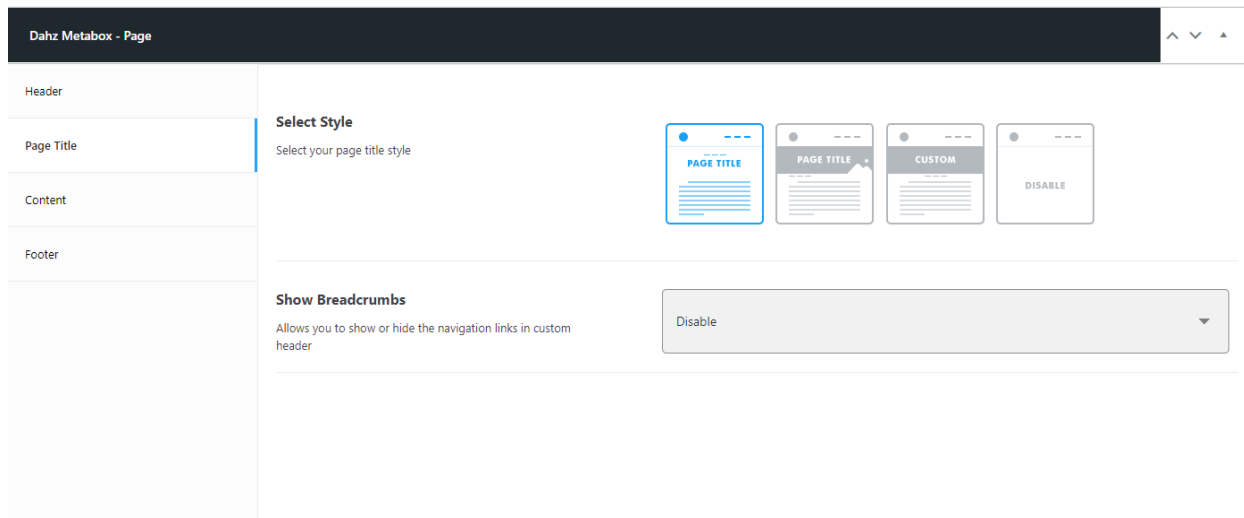 Dahz Metabox - Page
Header
Page Title
Content
Footer
Select Style
Select your page title style
PAGE TITLE
PAGE TITLE
CUSTOM
DISABLE
Show Breadcrumbs
Allows you to show or hide the navigation links in custom
header
Disable